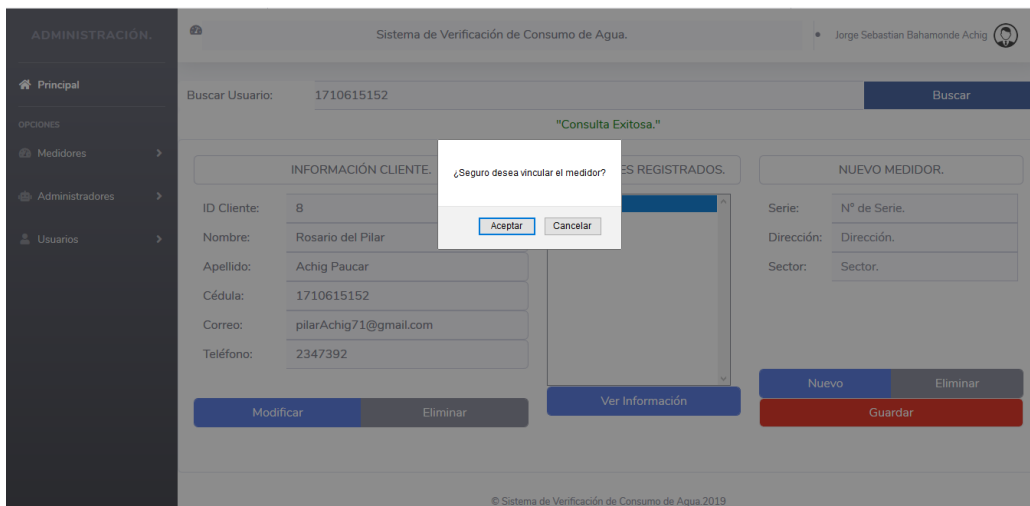 ADMINISTRACIÓN.
Sistema de Verificación de Consumo de Agua.
Jorge Sebastian Bahamonde Achig
Principal
OPCIONES
Medidores
Administradores
Usuarios
Buscar Usuario:
1710615152
Buscar
"Consulta Exitosa."
INFORMACIÓN CLIENTE.
ID Cliente:
8
Nombre:
Rosario del Pilar
Apellido:
Achig Paucar
Cédula:
1710615152
Correo:
pilarAchig71@gmail.com
Teléfono:
2347392
Modificar
Eliminar
¿Seguro desea vincular el medidor?
Aceptar
Cancelar
REGISTRADOS.
Ver Información
NUEVO MEDIDOR.
Serie:
N° de Serie.
Dirección:
Dirección.
Sector:
Sector.
Nuevo
Eliminar
Guardar
© Sistema de Verificación de Consumo de Agua 2019